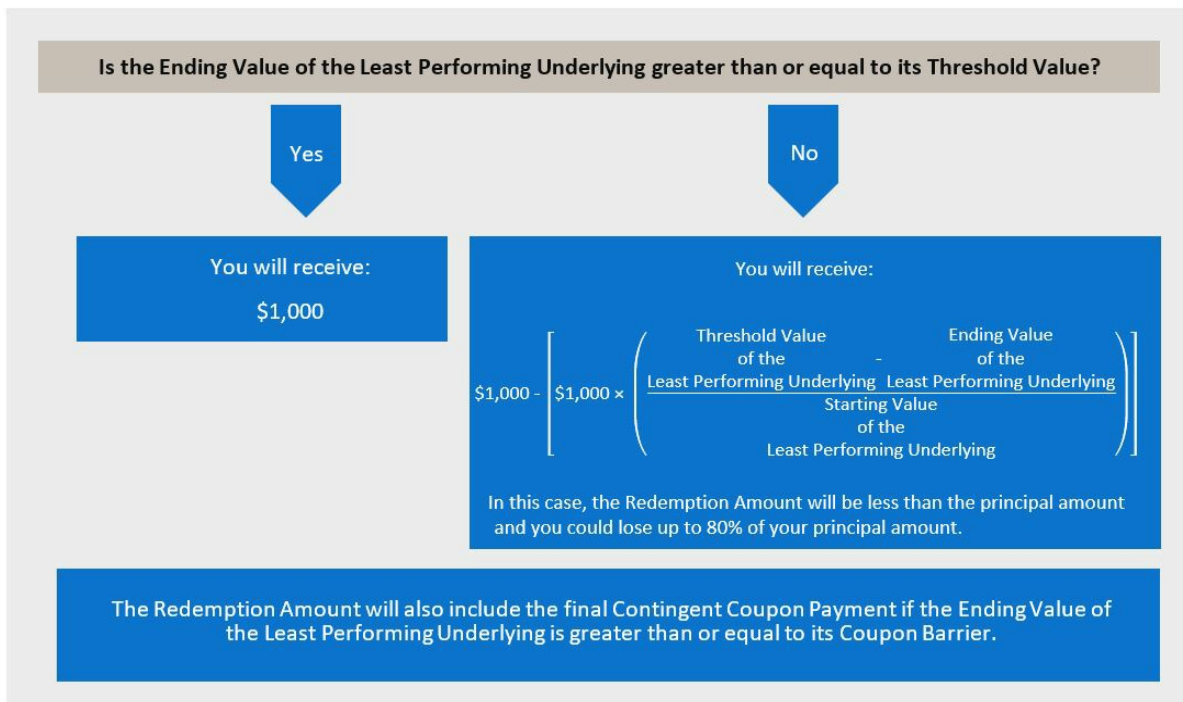 Is the Ending Value of the Least Performing Underlying greater than or equal to its Threshold Value?
Yes
No
You will receive:
$1,000
You will receive:
Threshold Value Ending Value
of the - of the
Least Performing Underlying Least Performing Underlying
$1,000 - [$1,000 × ( )]
Starting Value
of the
Least Performing Underlying
In this case, the Redemption Amount will be less than the principal amount
and you could lose up to 80% of your principal amount.
The Redemption Amount will also include the final Contingent Coupon Payment if the Ending Value of
the Least Performing Underlying is greater than or equal to its Coupon Barrier.